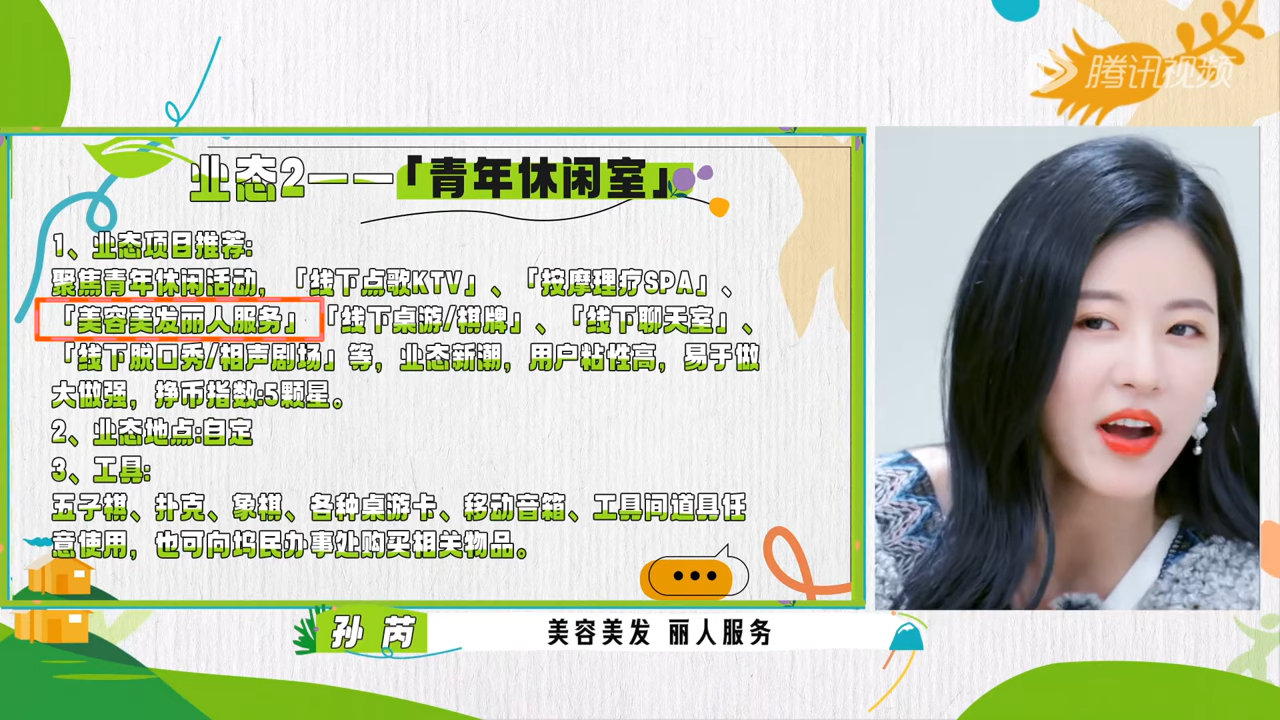 腾讯视频
业态2——「青年休闲室」
1、业态项目推荐:
聚焦青年休闲活动，「线下点歌KTV」、「按摩理疗SPA」、
「美容美发丽人服务」「线下桌游/棋牌」、「线下聊天室」、
「线下脱口秀/相声剧场」等，业态新潮，用户粘性高，易于做
大做强，挣币指数:5颗星。
2、业态地点:自定
3、工具:
五子棋、扑克、象棋、各种桌游卡、移动音箱、工具间道具任
意使用，也可向坞民办事处购买相关物品。
孙 芮
美容美发 丽人服务